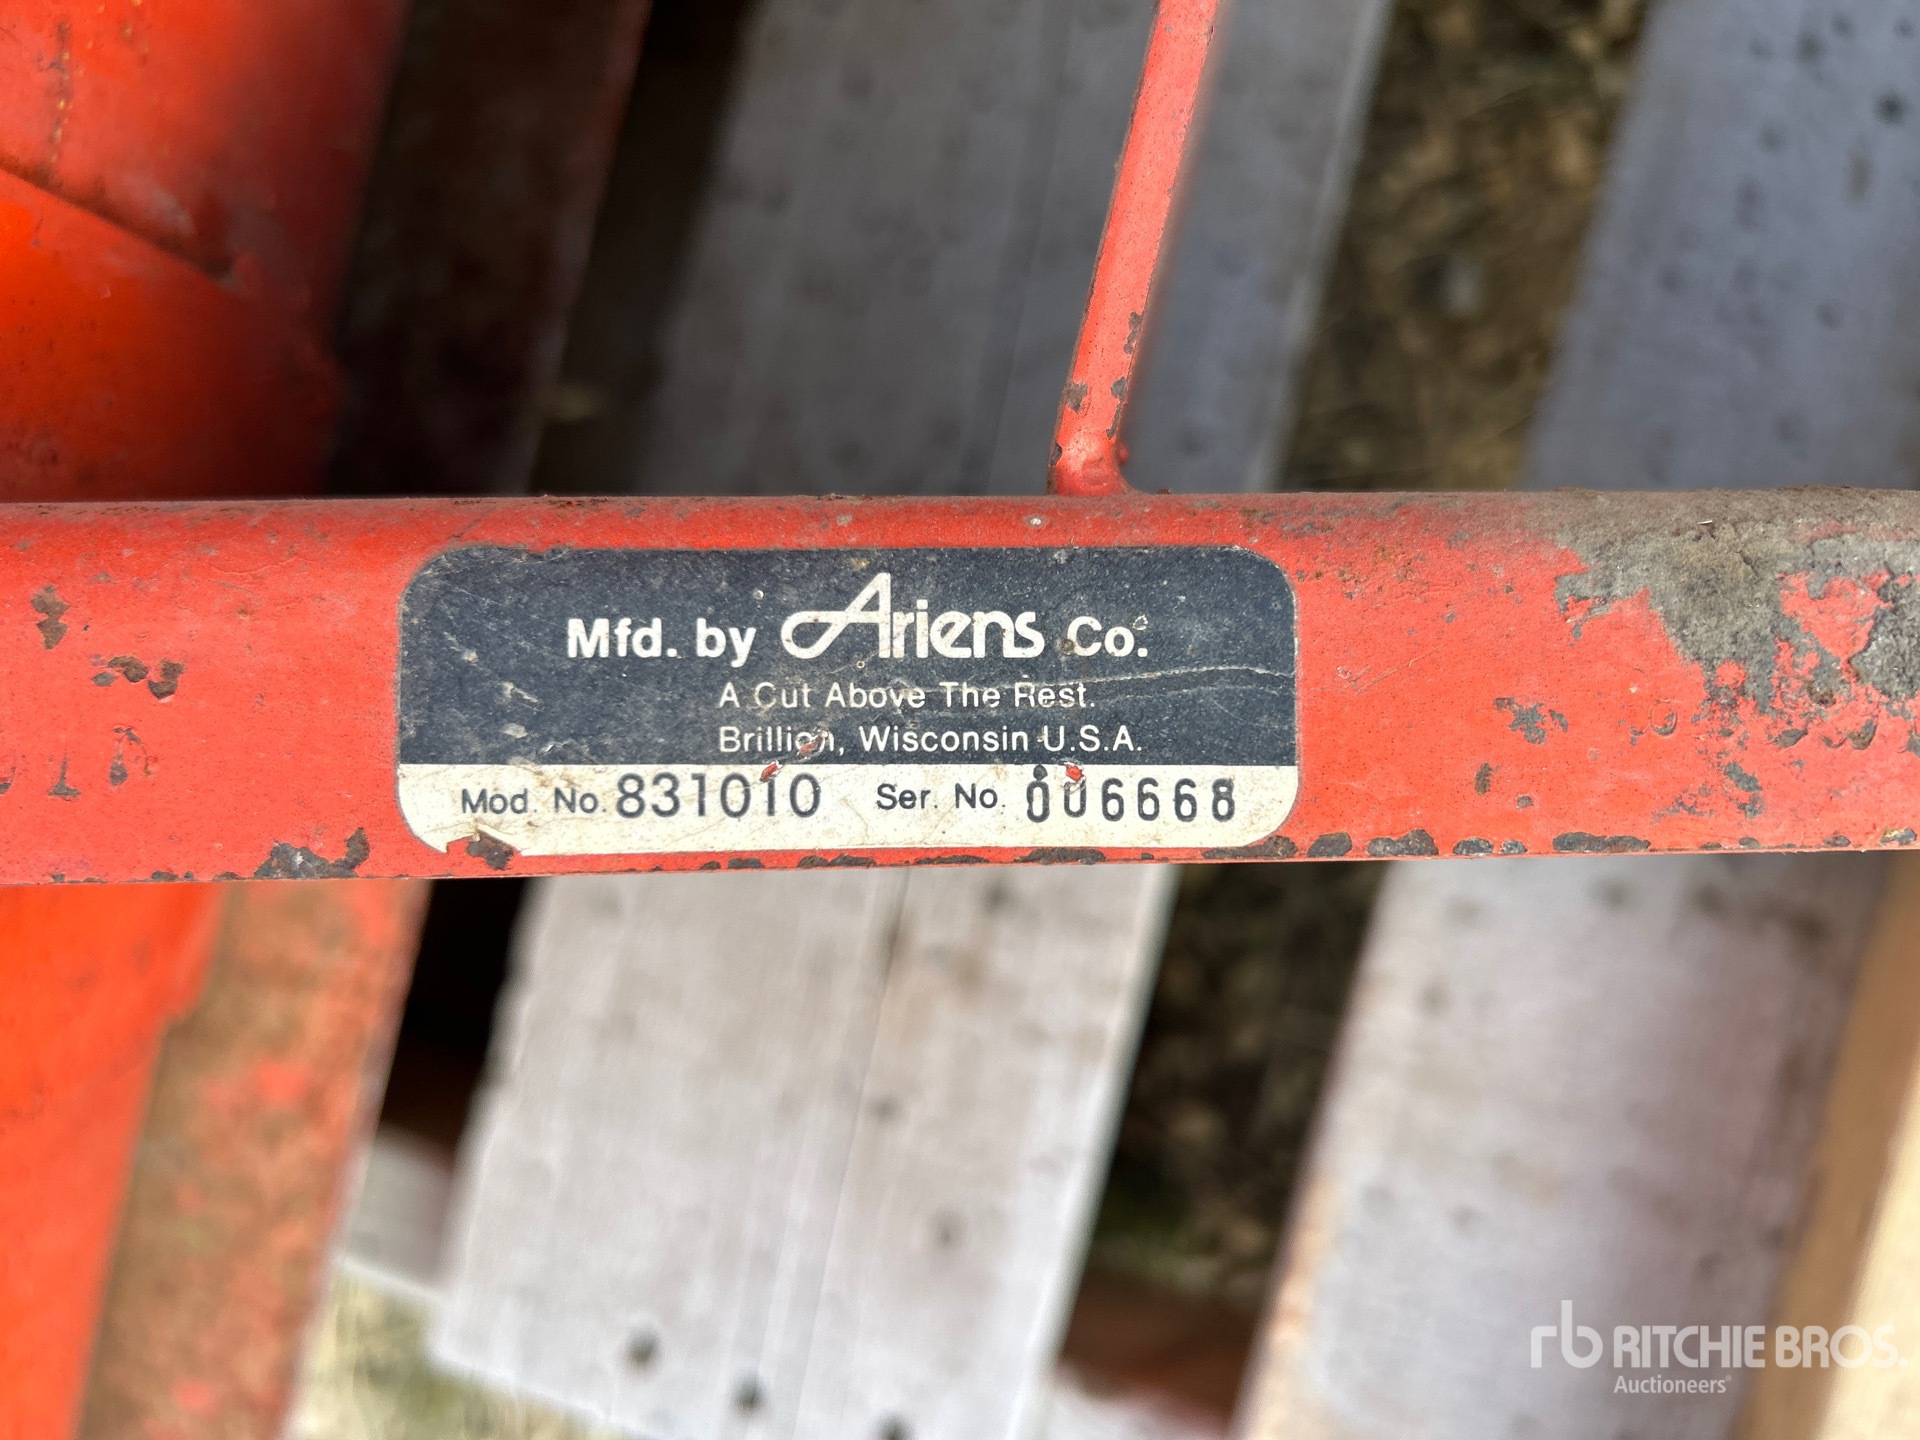 Mfd. by Ariens Co.
A Cut Above The Rest.
Brillion, Wisconsin U.S.A.
Mod. No. 831010 Ser. No. 006668
rb RITCHIE BROS.
Auctioneers